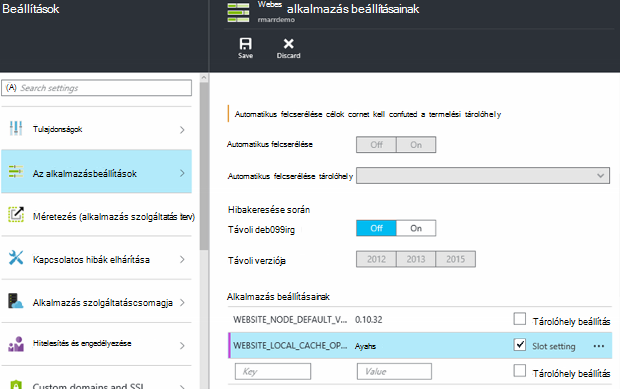 Beállítások
Webes alkalmazás beállításainak
rmarrdemo
Save
Discard
(A) Search settings
Tulajdonságok
Az alkalmazásbeállítások
Méretezés (alkalmazás szolgáltatás terv)
Kapcsolatos hibák elhárítása
Alkalmazás szolgáltatáscsomagja
Hitelesítés és engedélyezése
Custom domains and SSL
Automatikus felcserélése célok cornet kell confuted a termelési tárolóhely
Automatikus felcserélése Off On
Automatikus felcserélése tárolóhely
Hibakeresése során
Távoli deb099irg Off On
Távoli verziója 2012 2013 2015
Alkalmazás beállításainak
WEBSITE_NODE_DEFAULT_V... 0.10.32 Tárolóhely beállítás
WEBSITE_LOCAL_CACHE_OP... Ayahs Slot setting ...
Key Value Tárolóhely beállítás